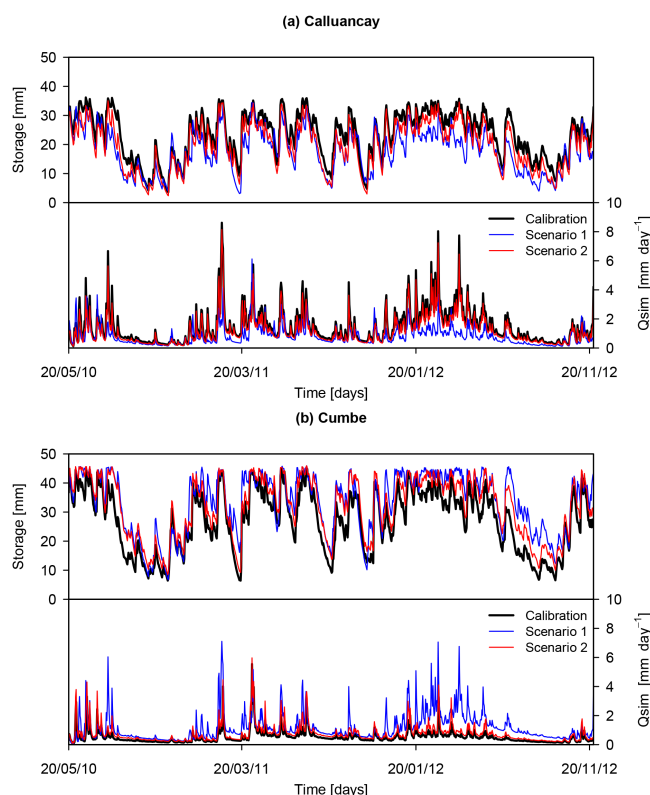 (a) Calluancay
50
40
30
20
10
0
Storage [mm]
10
8
6
4
2
0
Qsim [mm day⁻¹]
Calibration
Scenario 1
Scenario 2
20/05/10 20/03/11 20/01/12 20/11/12
Time [days]
(b) Cumbe
50
40
30
20
10
0
Storage [mm]
10
8
6
4
2
0
Qsim [mm day⁻¹]
Calibration
Scenario 1
Scenario 2
20/05/10 20/03/11 20/01/12 20/11/12
Time [days]